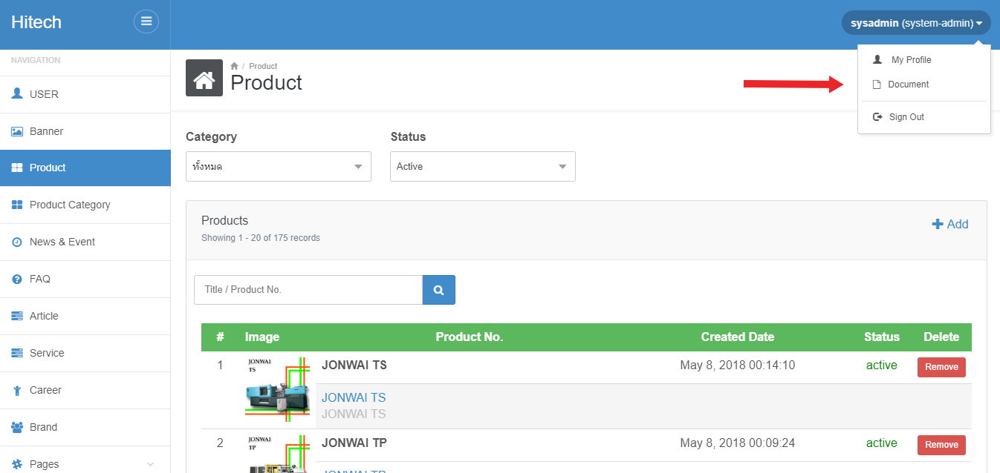 Hitech
sysadmin (system-admin)
NAVIGATION
USER
Banner
Product
Product Category
News & Event
FAQ
Article
Service
Career
Brand
Pages
/ Product
Product
My Profile
Document
Sign Out
Category
Status
ทั้งหมด
Active
Products
Showing 1 - 20 of 175 records
Add
Title / Product No.
# Image Product No. Created Date Status Delete
1 JONWAI TS May 8, 2018 00:14:10 active Remove
JONWAI
TS
JONWAI TS
JONWAI TS
2 JONWAI TP May 8, 2018 00:09:24 active Remove
JONWAI
TP
JONWAI TP